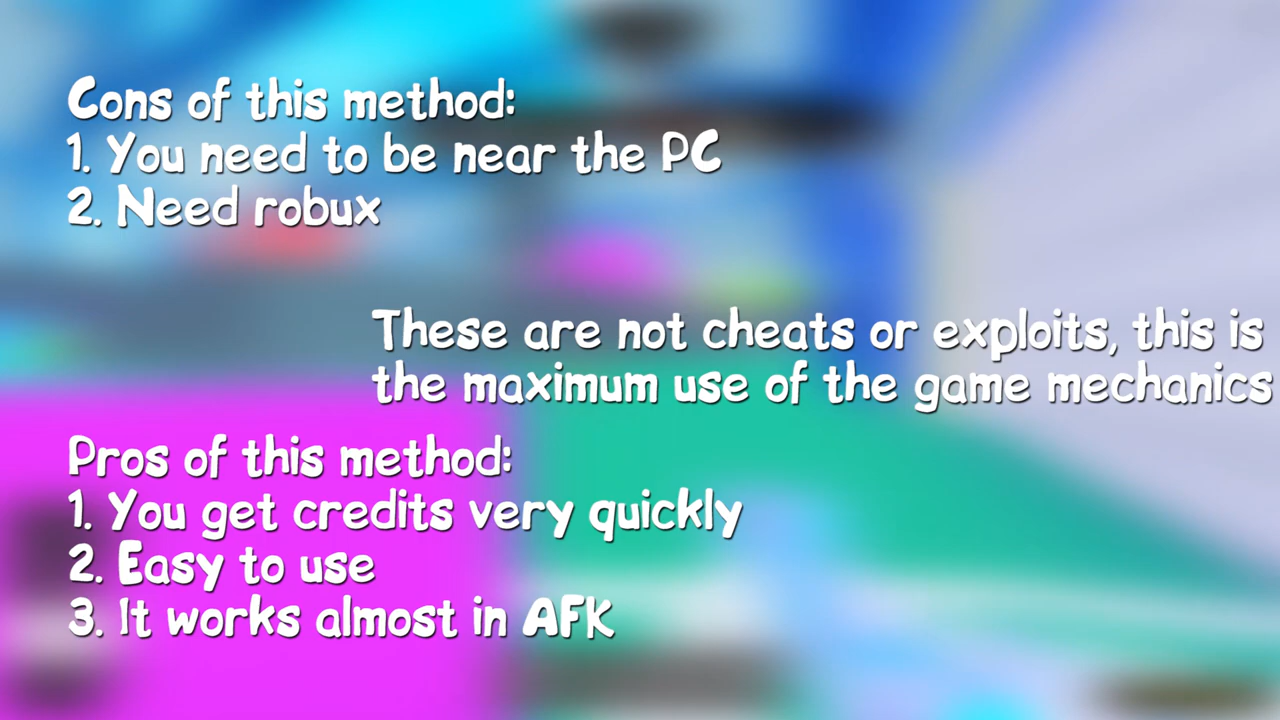 Cons of this method:
1. You need to be near the PC
2. Need robux
These are not cheats or exploits, this is
the maximum use of the game mechanics
Pros of this method:
1. You get credits very quickly
2. Easy to use
3. It works almost in AFK